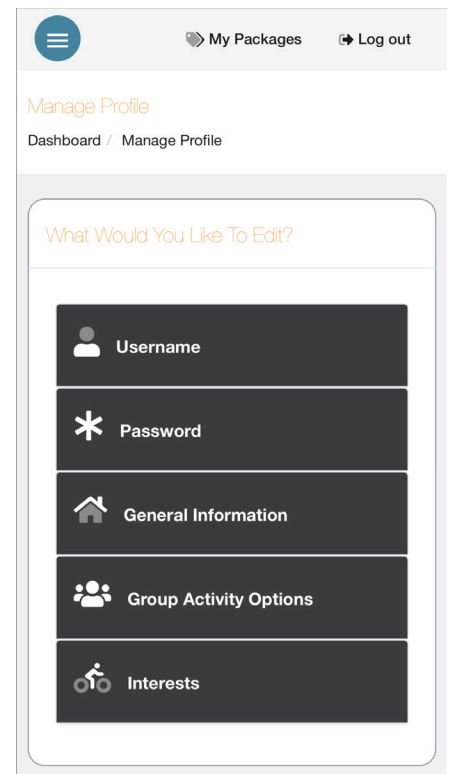 My Packages Log out
Manage Profile
Dashboard / Manage Profile
What Would You Like To Edit?
Username
Password
General Information
Group Activity Options
Interests